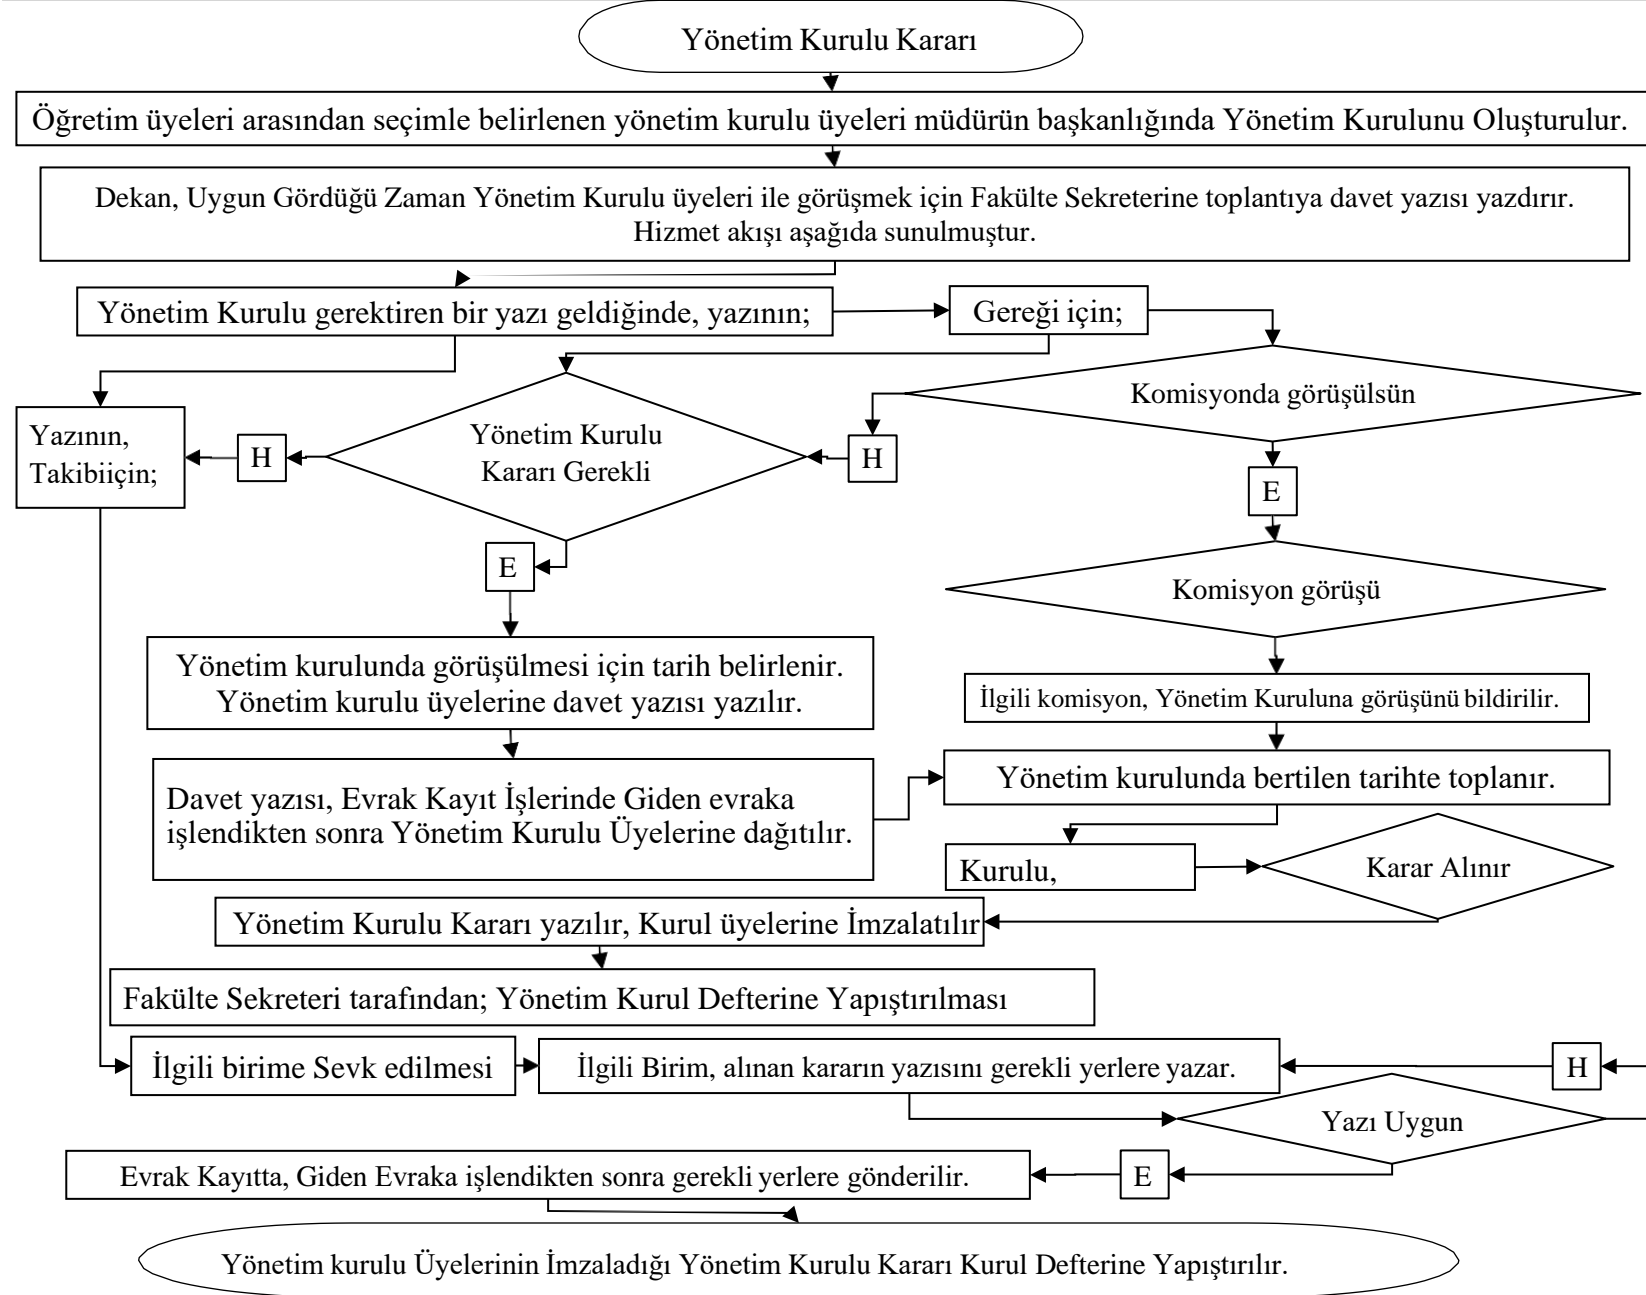 Yönetim Kurulu Kararı
Öğretim üyeleri arasından seçimle belirlenen yönetim kurulu üyeleri müdürün başkanlığında Yönetim Kurulunu Oluşturulur.
Dekan, Uygun Gördüğü Zaman Yönetim Kurulu üyeleri ile görüşmek için Fakülte Sekreterine toplantıya davet yazısı yazdırır.
Hizmet akışı aşağıda sunulmuştur.
Yönetim Kurulu gerektiren bir yazı geldiğinde, yazının;
Gereği için;
Komisyonda görüşülsün
Yazının,
Takibiiçin;
H
Yönetim Kurulu
Kararı Gerekli
H
E
E
Komisyon görüşü
Yönetim kurulunda görüşülmesi için tarih belirlenir.
Yönetim kurulu üyelerine davet yazısı yazılır.
İlgili komisyon, Yönetim Kuruluna görüşünü bildirilir.
Davet yazısı, Evrak Kayıt İşlerinde Giden evraka
işlendikten sonra Yönetim Kurulu Üyelerine dağıtılır.
Yönetim kurulunda bertilen tarihte toplanır.
Kurulu,
Karar Alınır
Yönetim Kurulu Kararı yazılır, Kurul üyelerine İmzalatılır
Fakülte Sekreteri tarafından; Yönetim Kurul Defterine Yapıştırılması
İlgili birime Sevk edilmesi
İlgili Birim, alınan kararın yazısını gerekli yerlere yazar.
H
Yazı Uygun
E
Evrak Kayıtta, Giden Evraka işlendikten sonra gerekli yerlere gönderilir.
Yönetim kurulu Üyelerinin İmzaladığı Yönetim Kurulu Kararı Kurul Defterine Yapıştırılır.